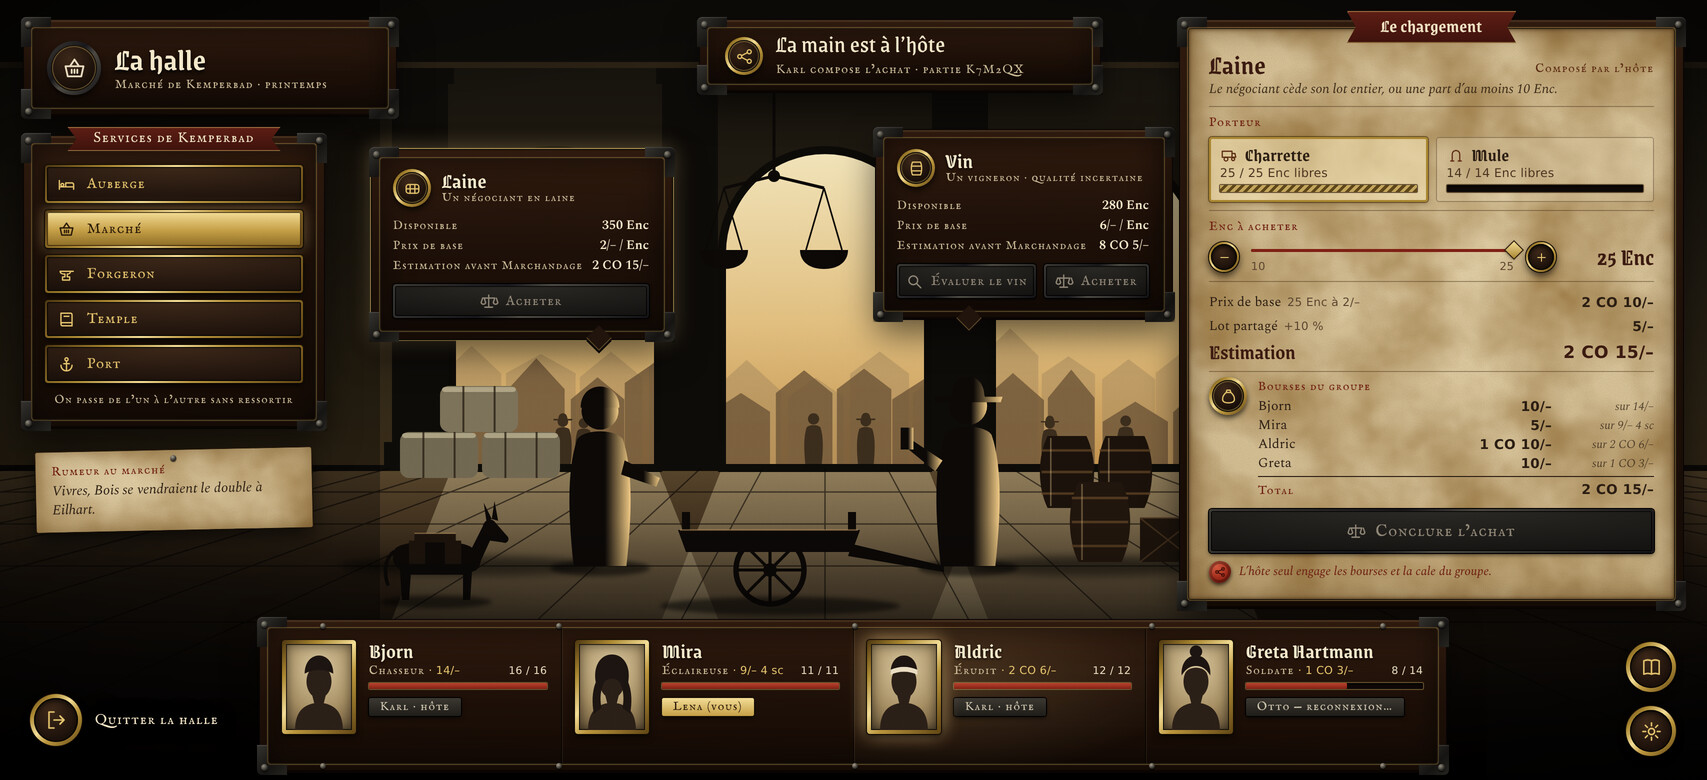 La halle
Marché de Kemperbad · printemps
La main est à l'hôte
Karl compose l'achat · partie K7M2QX
Le chargement
Services de Kemperbad
Auberge
Marché
Forgeron
Temple
Port
On passe de l'un à l'autre sans ressortir
Rumeur au marché
Vivres, Bois se vendraient le double à
Eilhart.
Laine
Un négociant en laine
Disponible 350 Enc
Prix de base 2/– / Enc
Estimation avant Marchandage 2 CO 15/–
Acheter
Vin
Un vigneron · qualité incertaine
Disponible 280 Enc
Prix de base 6/– / Enc
Estimation avant Marchandage 8 CO 5/–
Évaluer le vin Acheter
Laine Composé par l'hôte
Le négociant cède son lot entier, ou une part d'au moins 10 Enc.
Porteur
Charrette Mule
25 / 25 Enc libres 14 / 14 Enc libres
Enc à acheter
25 Enc
10 25
Prix de base 25 Enc à 2/– 2 CO 10/–
Lot partagé +10 % 5/–
Estimation 2 CO 15/–
Bourses du groupe
Bjorn 10/– sur 14/–
Mira 5/– sur 9/– 4 sc
Aldric 1 CO 10/– sur 2 CO 6/–
Greta 10/– sur 1 CO 3/–
Total 2 CO 15/–
Conclure l'achat
L'hôte seul engage les bourses et la cale du groupe.
Bjorn
Chasseur · 14/– 16 / 16
Karl · hôte
Mira
Éclaireuse · 9/– 4 sc 11 / 11
Lena (vous)
Aldric
Érudit · 2 CO 6/– 12 / 12
Karl · hôte
Greta Hartmann
Soldate · 1 CO 3/– 8 / 14
Otto — reconnexion…
Quitter la halle